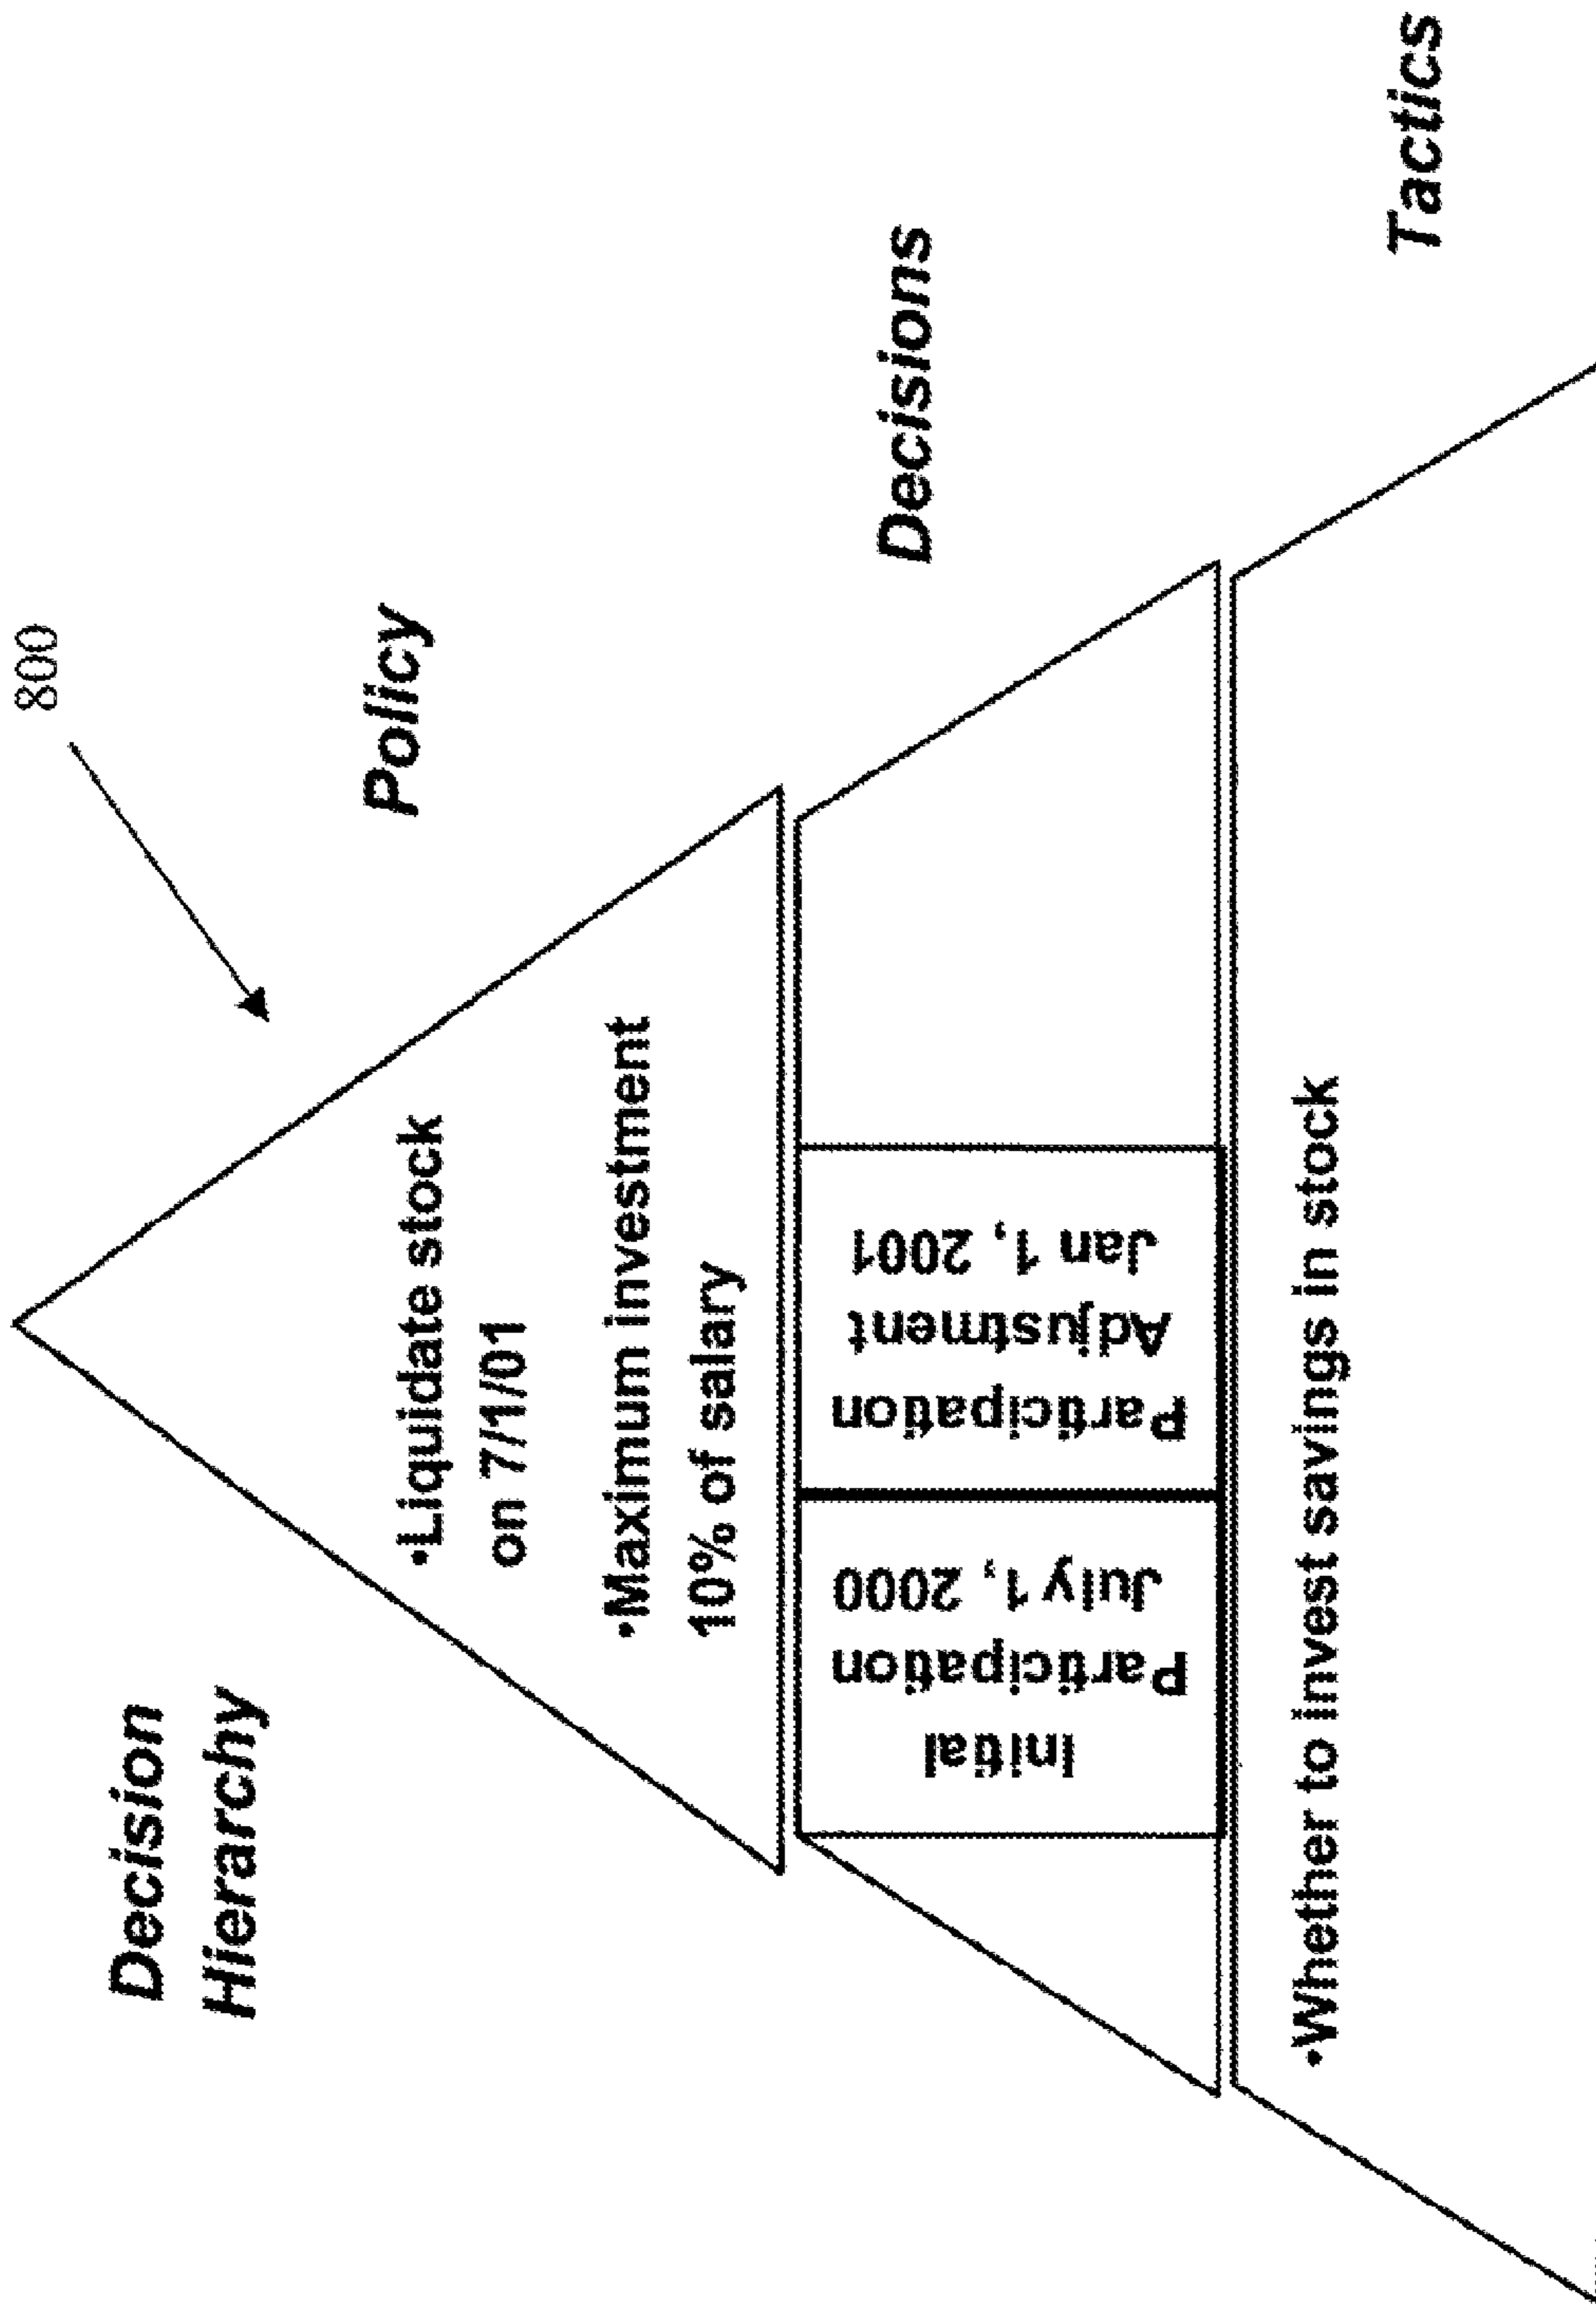 Decision
Hierarchy
800
Policy
•Liquidate stock
on 7/1/01
•Maximum investment
10% of salary
Decisions
Initial
Participation
July 1, 2000
Participation
Adjustment
Jan 1, 2001
Tactics
•Whether to invest savings in stock